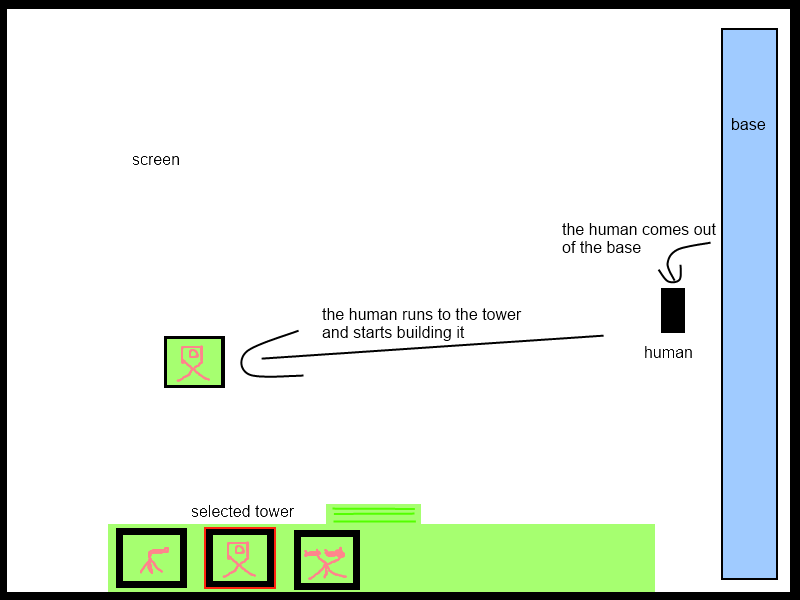 base
screen
the human comes out
of the base
the human runs to the tower
and starts building it
human
selected tower